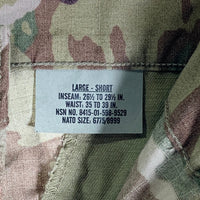 LARGE - SHORT
INSEAM: 26½ TO 29½ IN.
WAIST: 35 TO 39 IN.
NSN NO. 8415-01-598-9529
NATO SIZE: 6775/8999